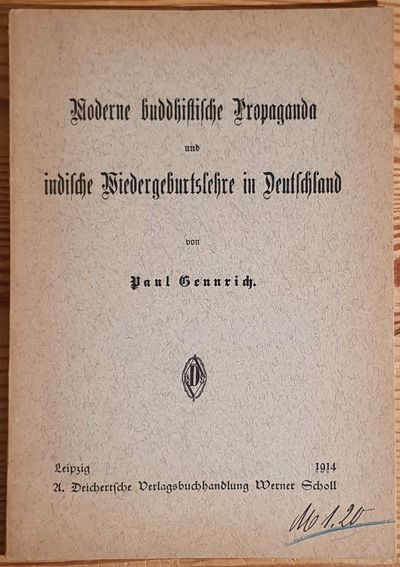 Moderne buddhistische Propaganda
und
indische Wiedergeburtslehre in Deutschland
von
Paul Gennrich.
D
Leipzig 1914
A. Deichertsche Verlagsbuchhandlung Werner Scholl
M 1.20